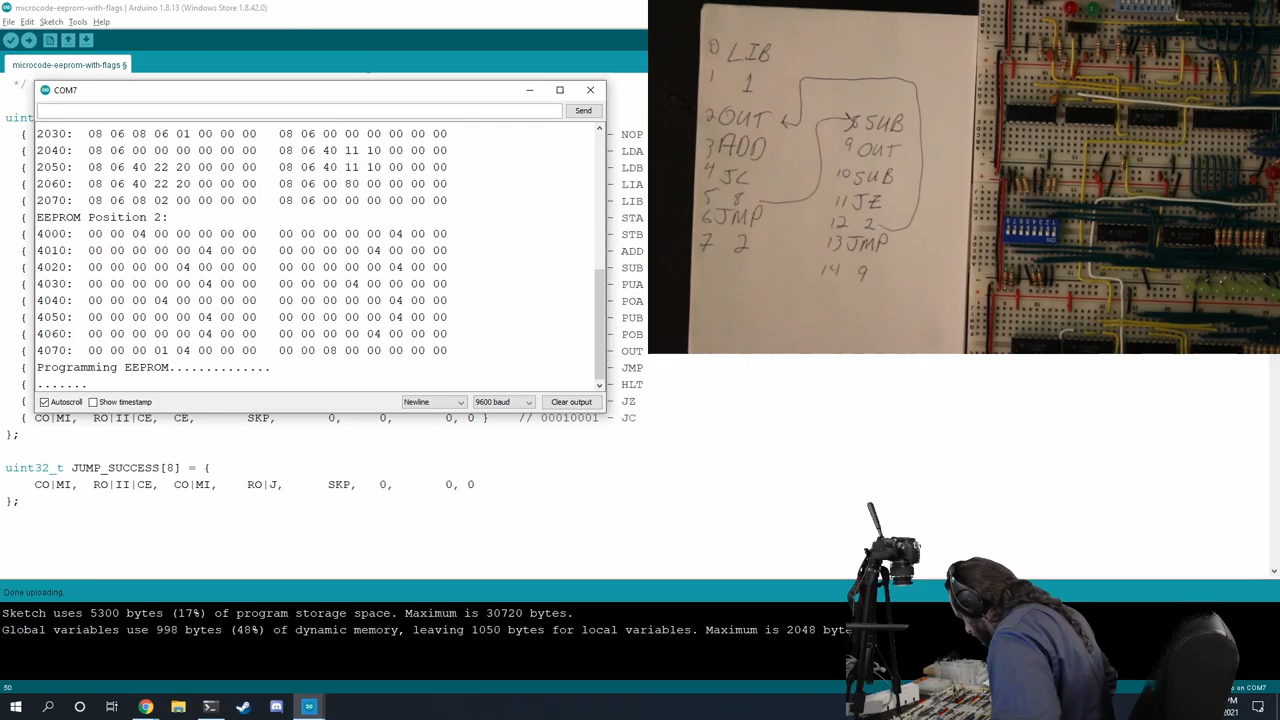 microcode-eeprom-with-flags | Arduino 1.8.13 (Windows Store 1.8.42.0)
File Edit Sketch Tools Help
microcode-eeprom-with-flags §
*/
COM7
Send
2030: 08 06 08 06 01 00 00 00 08 06 00 00 00 00 00 00
2040: 08 06 00 00 00 00 00 00 08 06 40 11 10 00 00 00
2050: 08 06 40 22 20 00 00 00 08 06 40 11 10 00 00 00
2060: 08 06 40 22 20 00 00 00 08 06 00 80 00 00 00 00
2070: 08 06 08 02 00 00 00 00 08 06 00 00 00 00 00 00
EEPROM Position 2:
4000: 00 00 04 00 00 00 00 00 00 00 00 00 04 00 00 00
4010: 00 00 00 00 04 00 00 00 00 00 00 04 00 00 00 00
4020: 00 00 00 04 00 00 00 00 00 00 00 00 04 00 00 00
4030: 00 00 00 00 04 00 00 00 00 00 04 00 00 00 00 00
4040: 00 00 04 00 00 00 00 00 00 00 00 00 04 00 00 00
4050: 00 00 00 00 04 00 00 00 00 00 00 00 04 00 00 00
4060: 00 00 00 00 04 00 00 00 00 00 00 04 00 00 00 00
4070: 00 00 00 01 04 00 00 00 00 00 08 00 00 00 00 00
Programming EEPROM..............
.......
Autoscroll Show timestamp Newline 9600 baud Clear output
uint
{ - NOP
{ LDA
{ LDB
{ LIA
{ LIB
{ STA
{ STB
{ ADD
{ SUB
{ PUA
{ POA
{ PUB
{ POB
{ OUT
{ JMP
{ HLT
{ JZ
{ CO|MI, RO|II|CE, CE, SKP, 0, 0, 0, 0 } // 00010001 - JC
};
uint32_t JUMP_SUCCESS[8] = {
CO|MI, RO|II|CE, CO|MI, RO|J, SKP, 0, 0, 0
};
Done uploading.
Sketch uses 5300 bytes (17%) of program storage space. Maximum is 30720 bytes.
Global variables use 998 bytes (48%) of dynamic memory, leaving 1050 bytes for local variables. Maximum is 2048 byte
50
on COM7
PM
2021
0 LIB
1 1
2 OUT
3 ADD
4 JC
5 8
6 JMP
7 2
8 SUB
9 OUT
10 SUB
11 JZ
12 2
13 JMP
14 9